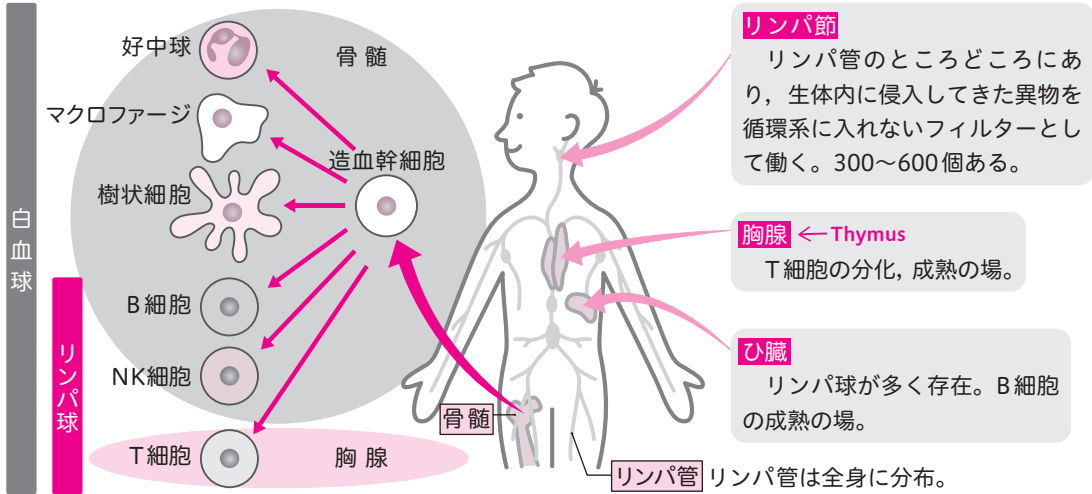 白血球
リンパ球
好中球
骨髄
マクロファージ
造血幹細胞
樹状細胞
B細胞
NK細胞
T細胞
胸腺
骨髄
リンパ節
リンパ管のところどころにあ
り，生体内に侵入してきた異物を
循環系に入れないフィルターとし
て働く。300～600個ある。
胸腺 ← Thymus
T細胞の分化，成熟の場。
ひ臓
リンパ球が多く存在。B細胞
の成熟の場。
リンパ管 リンパ管は全身に分布。